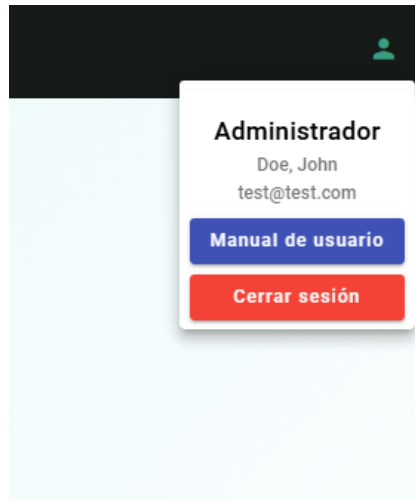 Administrador
Doe, John
test@test.com
Manual de usuario
Cerrar sesión